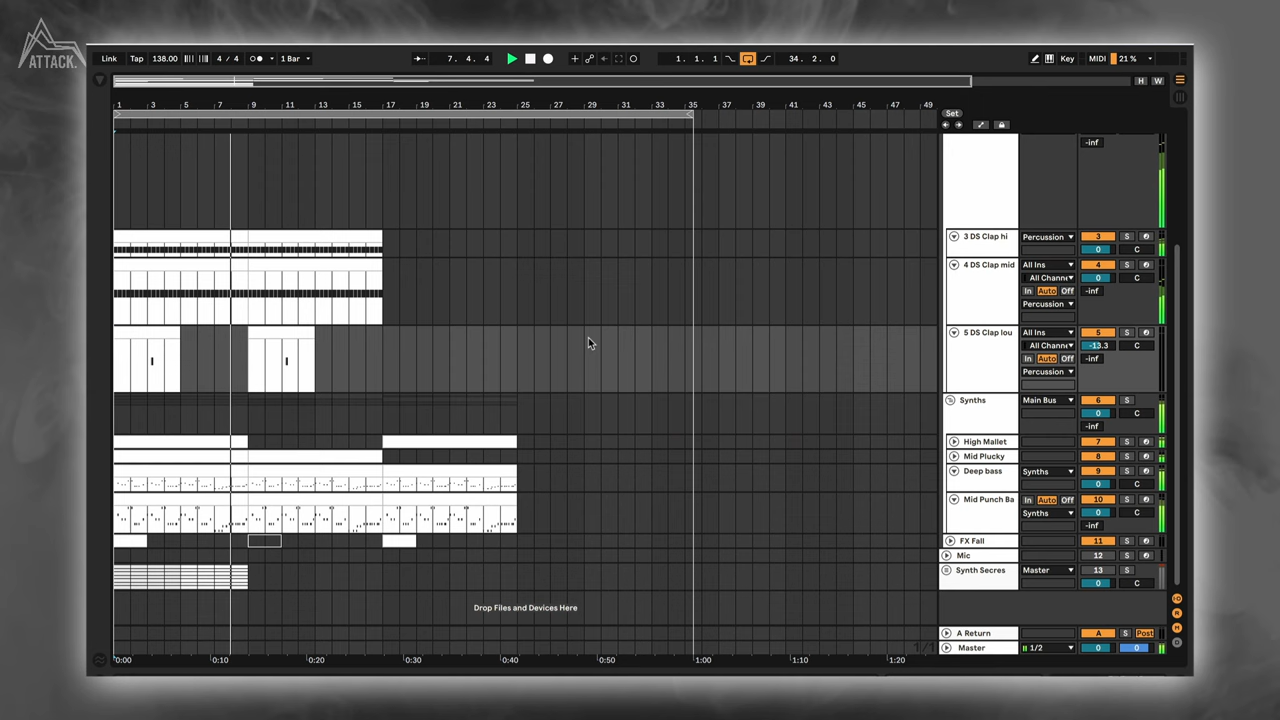 ATTACK.
Link Tap 138.00 4 / 4 1 Bar 7. 4. 4 1. 1. 1 34. 2. 0 Key MIDI 21 %
H W
1 3 5 7 9 11 13 15 17 19 21 23 25 27 29 31 33 35 37 39 41 43 45 47 49
Set
-inf
3 DS Clap hi Percussion 3 S
0 C
4 DS Clap mid All Ins 4 S
All Channe 0 C
In Auto Off -inf
Percussion
5 DS Clap lou All Ins 5 S
All Channe -13.3 C
In Auto Off -inf
Percussion
Synths Main Bus 6 S
0 C
-inf
High Mallet 7 S
Mid Plucky 8 S
Deep bass Synths 9 S
0 C
Mid Punch Ba In Auto Off 10 S
Synths 0 C
-inf
FX Fall 11 S
Mic 12 S
Synth Secres Master 13 S
0 C
Drop Files and Devices Here
A Return A S Post
Master 1/2 0 0
1/1
0:00 0:10 0:20 0:30 0:40 0:50 1:00 1:10 1:20